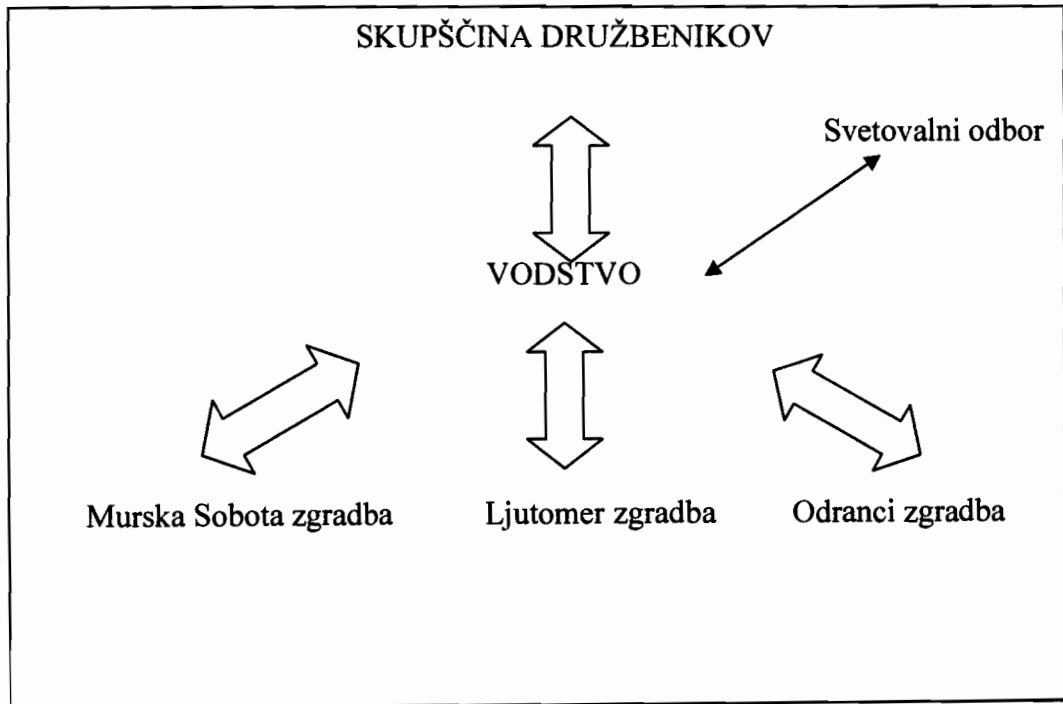 SKUPŠČINA DRUŽBENIKOV
Svetovalni odbor
VODSTVO
Murska Sobota zgradba
Ljutomer zgradba
Odranci zgradba